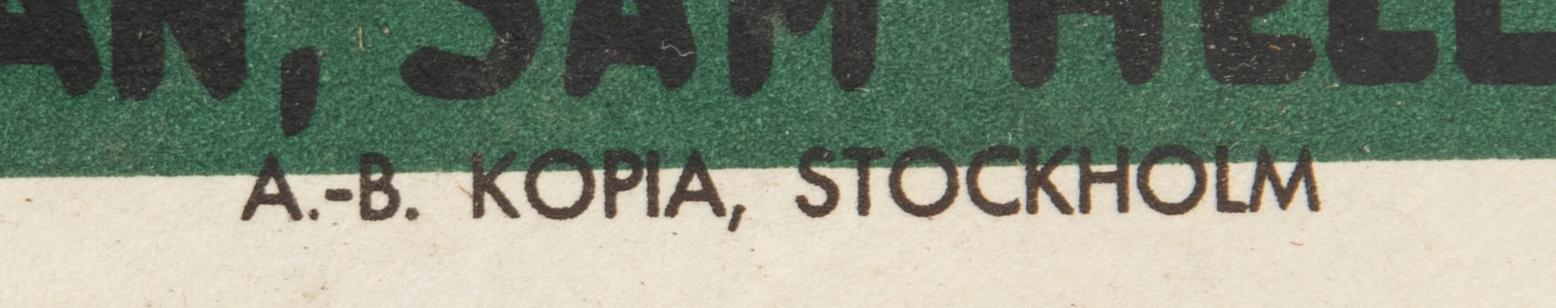 AN, SAM HELL
A.-B. KOPIA, STOCKHOLM